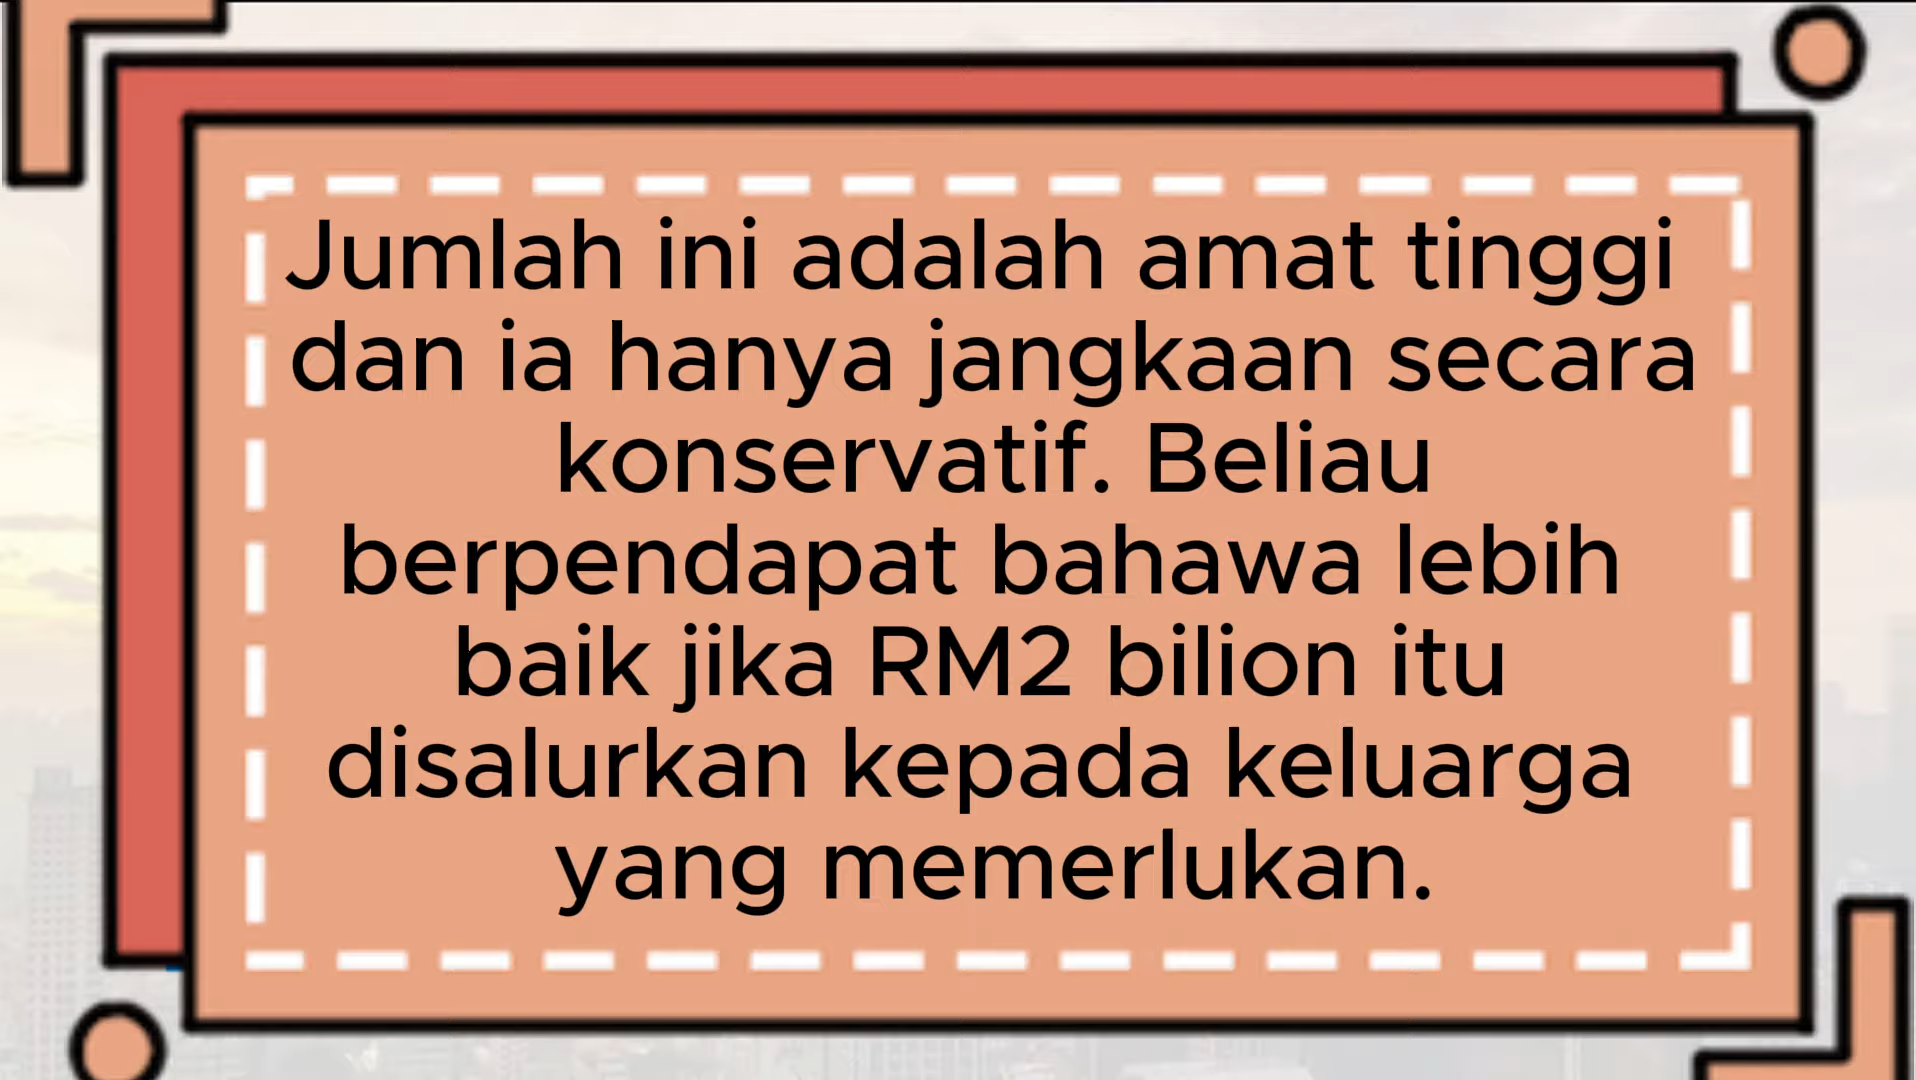 Jumlah ini adalah amat tinggi
dan ia hanya jangkaan secara
konservatif. Beliau
berpendapat bahawa lebih
baik jika RM2 bilion itu
disalurkan kepada keluarga
yang memerlukan.